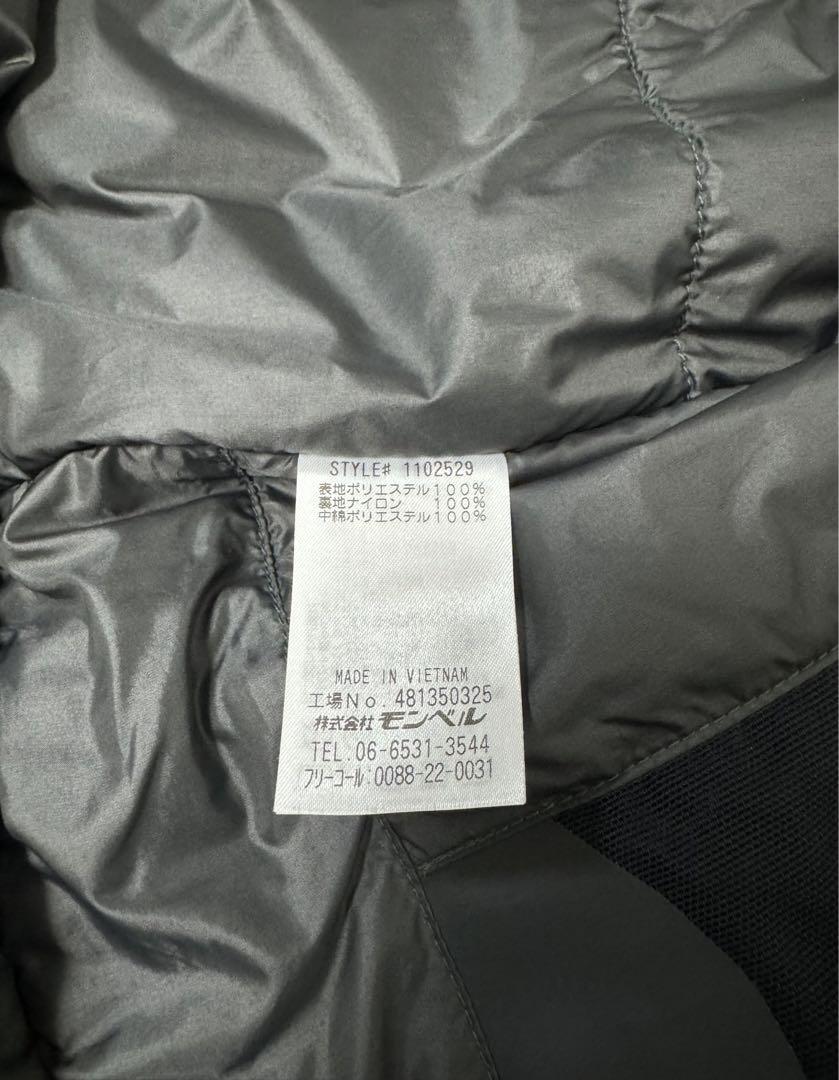 STYLE# 1102529
表地ポリエステル100%
裏地ナイロン 100%
中綿ポリエステル100%
MADE IN VIETNAM
工場No. 481350325
株式会社 モンベル
TEL. 06-6531-3544
フリーコール:0088-22-0031